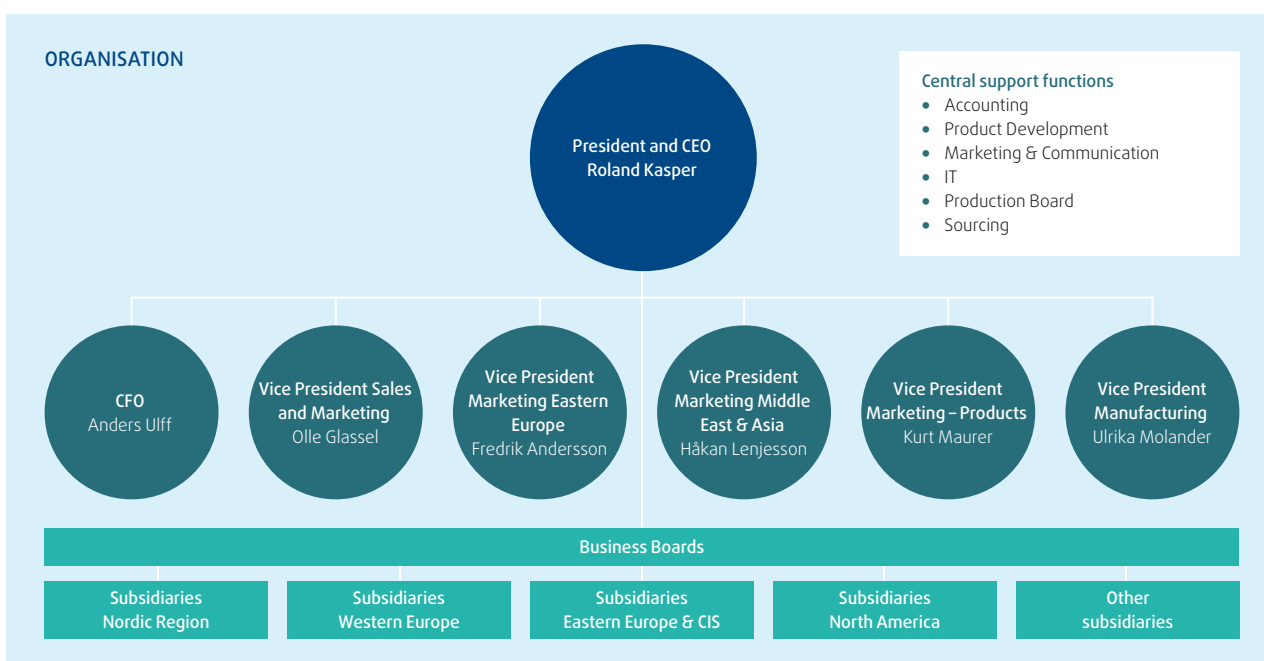 ORGANISATION
President and CEO
Roland Kasper
Central support functions
• Accounting
• Product Development
• Marketing & Communication
• IT
• Production Board
• Sourcing
CFO
Anders Ulff
Vice President Sales
and Marketing
Olle Glassel
Vice President
Marketing Eastern
Europe
Fredrik Andersson
Vice President
Marketing Middle
East & Asia
Håkan Lenjesson
Vice President
Marketing – Products
Kurt Maurer
Vice President
Manufacturing
Ulrika Molander
Business Boards
Subsidiaries
Nordic Region
Subsidiaries
Western Europe
Subsidiaries
Eastern Europe & CIS
Subsidiaries
North America
Other
subsidiaries